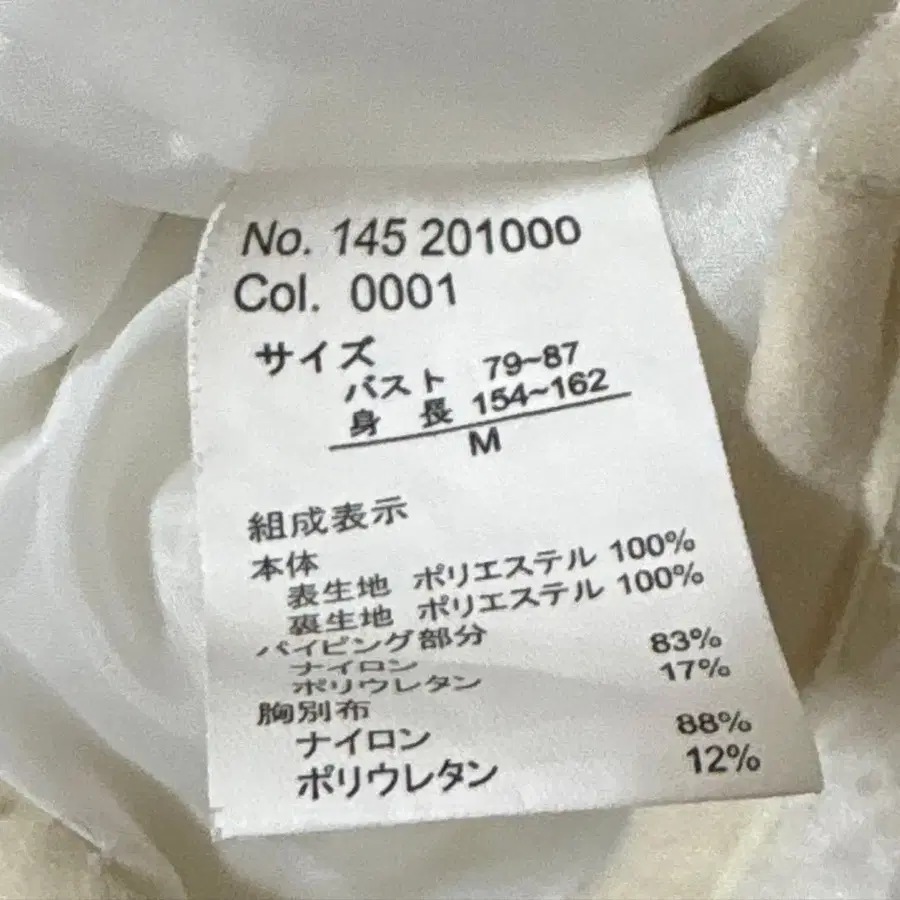 No. 145 201000
Col. 0001
サイズ
バスト 79~87
身 長 154~162
M
組成表示
本体
表生地 ポリエステル 100%
裏生地 ポリエステル 100%
パイピング部分
ナイロン 83%
ポリウレタン 17%
胸別布
ナイロン 88%
ポリウレタン 12%